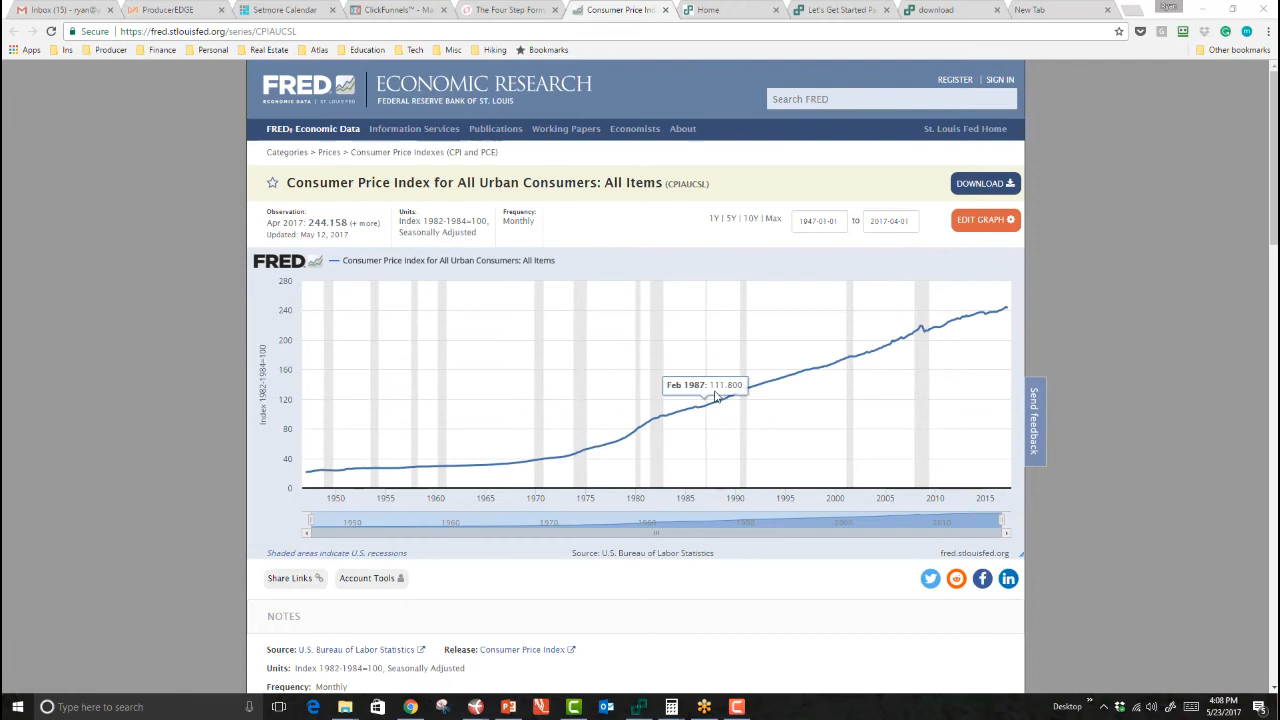 Inbox (15) - ryan@
ProducerEDGE
Setmore Calendar
ClickFunnels™ - Ma
The Four Step Form
Consumer Price Ind
Home
Let's Get Started Pa
download
New Tab
Ryan
Secure
https://fred.stlouisfed.org/series/CPIAUCSL
Apps
Ins
Producer
Finance
Personal
Real Estate
Atlas
Education
Tech
Misc
Hiking
Bookmarks
Other bookmarks
FRED
ECONOMIC DATA | ST. LOUIS FED
ECONOMIC RESEARCH
FEDERAL RESERVE BANK OF ST. LOUIS
REGISTER | SIGN IN
Search FRED
FRED® Economic Data Information Services Publications Working Papers Economists About St. Louis Fed Home
Categories > Prices > Consumer Price Indexes (CPI and PCE)
Consumer Price Index for All Urban Consumers: All Items (CPIAUCSL)
DOWNLOAD
Observation:
Apr 2017: 244.158 (+ more)
Updated: May 12, 2017
Units:
Index 1982-1984=100,
Seasonally Adjusted
Frequency:
Monthly
1Y | 5Y | 10Y | Max
1947-01-01 to 2017-04-01
EDIT GRAPH
FRED
Consumer Price Index for All Urban Consumers: All Items
Index 1982-1984=100
280
240
200
160
120
80
40
0
Feb 1987: 111.800
1950 1955 1960 1965 1970 1975 1980 1985 1990 1995 2000 2005 2010 2015
1950 1960 1970 1980 1990 2000 2010
Shaded areas indicate U.S. recessions
Source: U.S. Bureau of Labor Statistics
fred.stlouisfed.org
Send feedback
Share Links
Account Tools
NOTES
Source: U.S. Bureau of Labor Statistics
Release: Consumer Price Index
Units: Index 1982-1984=100, Seasonally Adjusted
Frequency: Monthly
Type here to search
Desktop
4:08 PM
5/23/2017